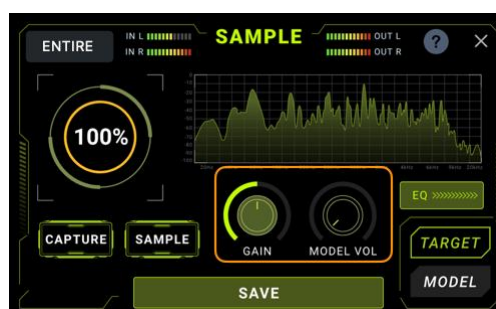 ENTIRE
IN L
IN R
SAMPLE
OUT L
OUT R
?
100%
CAPTURE
SAMPLE
GAIN
MODEL VOL
EQ
TARGET
MODEL
SAVE